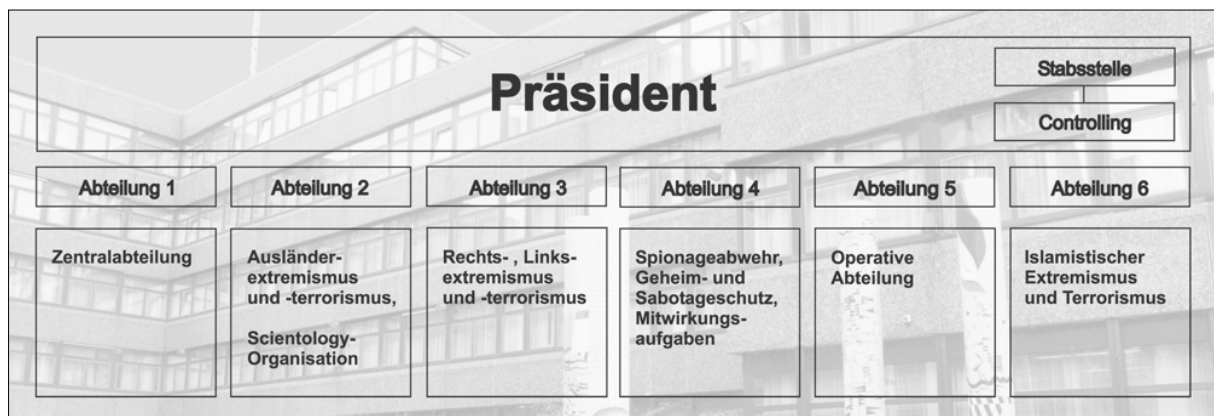 Präsident
Stabsstelle
Controlling
Abteilung 1
Abteilung 2
Abteilung 3
Abteilung 4
Abteilung 5
Abteilung 6
Zentralabteilung
Ausländer-
extremismus
und -terrorismus,
Scientology-
Organisation
Rechts- , Links-
extremismus
und -terrorismus
Spionageabwehr,
Geheim- und
Sabotageschutz,
Mitwirkungs-
aufgaben
Operative
Abteilung
Islamistischer
Extremismus
und Terrorismus